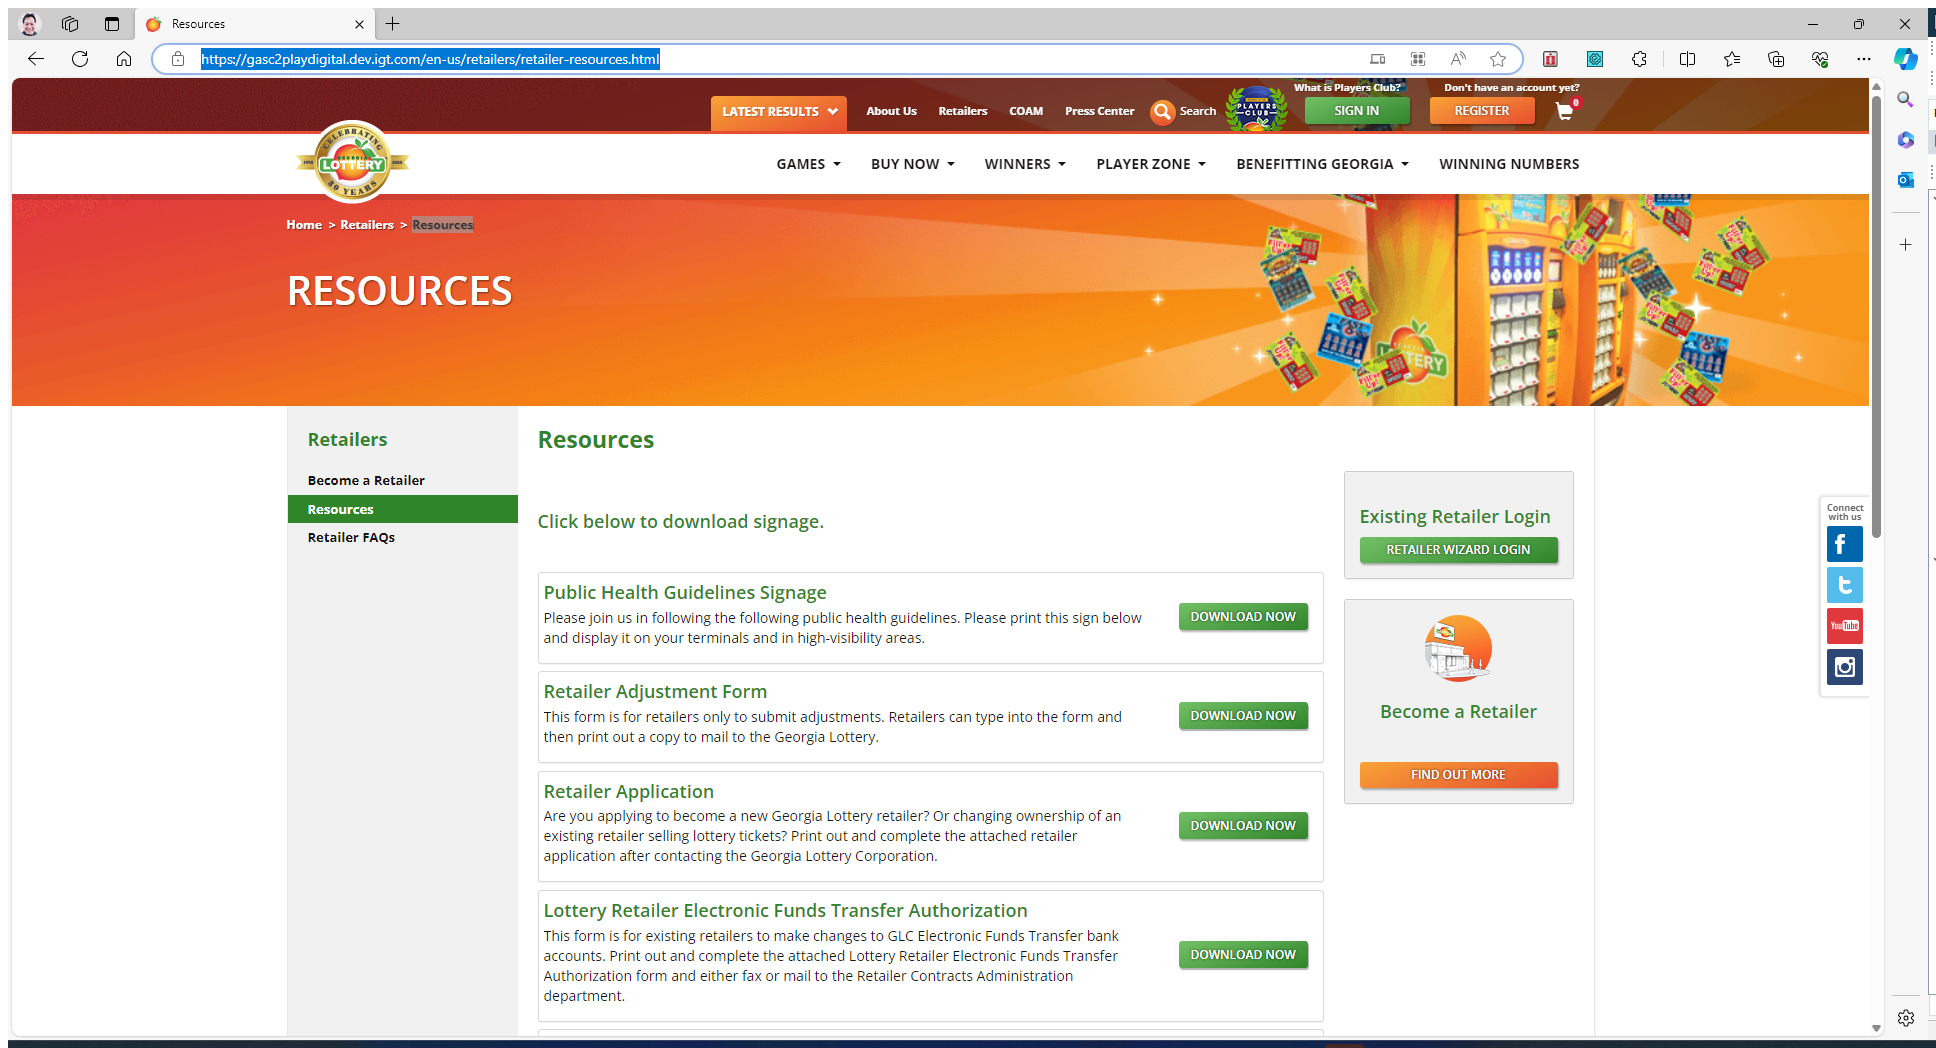 Resources
https://gasc2playdigital.dev.igt.com/en-us/retailers/retailer-resources.html
What is Players Club?
Don't have an account yet?
LATEST RESULTS
About Us
Retailers
COAM
Press Center
Search
PLAYERS CLUB
SIGN IN
REGISTER
0
CELEBRATING
GEORGIA
LOTTERY
30 YEARS
GAMES
BUY NOW
WINNERS
PLAYER ZONE
BENEFITTING GEORGIA
WINNING NUMBERS
Home > Retailers > Resources
RESOURCES
LOTTERY
Retailers
Become a Retailer
Resources
Retailer FAQs
Resources
Click below to download signage.
Public Health Guidelines Signage
Please join us in following the following public health guidelines. Please print this sign below
and display it on your terminals and in high-visibility areas.
DOWNLOAD NOW
Retailer Adjustment Form
This form is for retailers only to submit adjustments. Retailers can type into the form and
then print out a copy to mail to the Georgia Lottery.
DOWNLOAD NOW
Retailer Application
Are you applying to become a new Georgia Lottery retailer? Or changing ownership of an
existing retailer selling lottery tickets? Print out and complete the attached retailer
application after contacting the Georgia Lottery Corporation.
DOWNLOAD NOW
Lottery Retailer Electronic Funds Transfer Authorization
This form is for existing retailers to make changes to GLC Electronic Funds Transfer bank
accounts. Print out and complete the attached Lottery Retailer Electronic Funds Transfer
Authorization form and either fax or mail to the Retailer Contracts Administration
department.
DOWNLOAD NOW
Existing Retailer Login
RETAILER WIZARD LOGIN
Become a Retailer
FIND OUT MORE
Connect
with us
You Tube